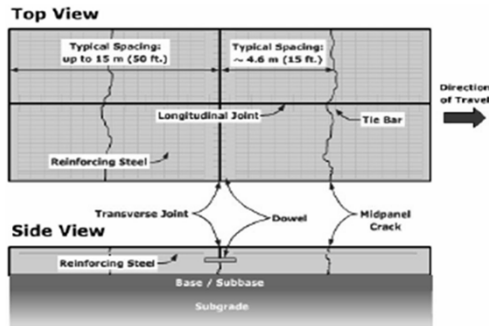 Top View
Typical Spacing:
up to 15 m (50 ft.)
Typical Spacing:
~ 4.6 m (15 ft.)
Direction
of Travel
Longitudinal Joint
Tie Bar
Reinforcing Steel
Transverse Joint
Dowel
Midpanel
Crack
Side View
Reinforcing Steel
Base / Subbase
Subgrade